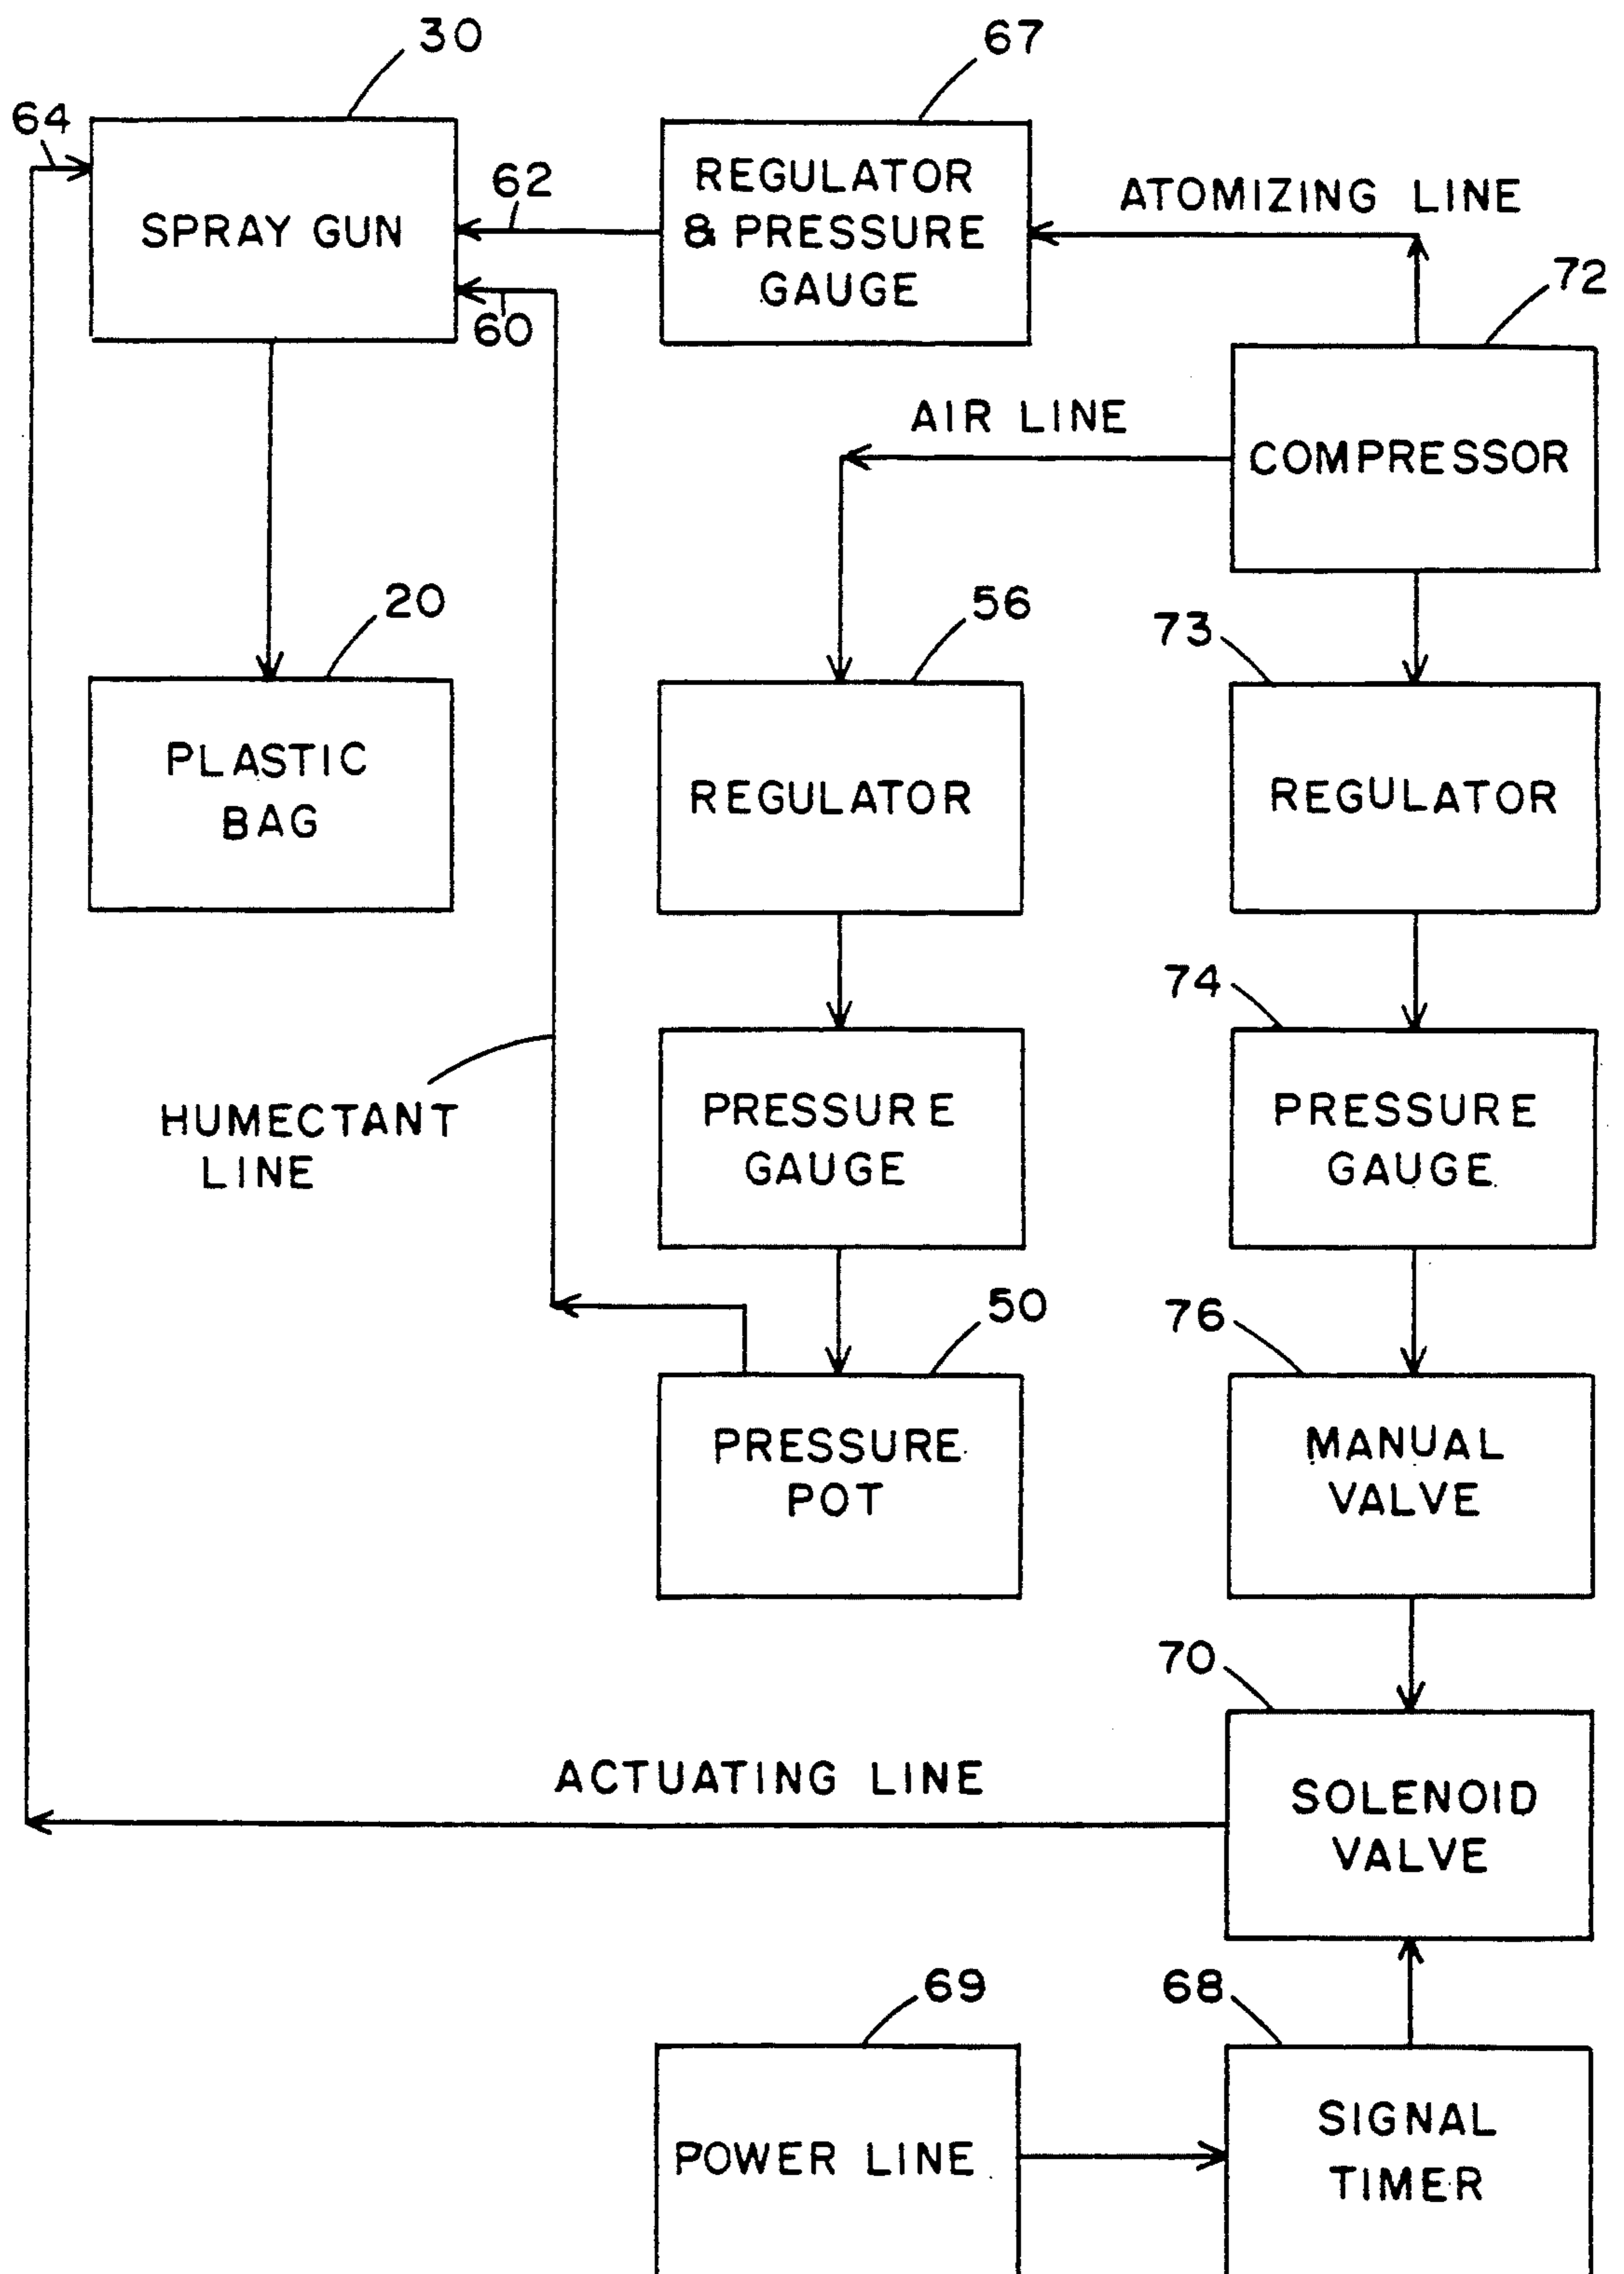 30
67
64
SPRAY GUN
62
60
REGULATOR
& PRESSURE
GAUGE
ATOMIZING LINE
72
COMPRESSOR
AIR LINE
20
PLASTIC
BAG
56
REGULATOR
73
REGULATOR
HUMECTANT
LINE
PRESSURE
GAUGE
74
PRESSURE
GAUGE
50
PRESSURE
POT
76
MANUAL
VALVE
70
SOLENOID
VALVE
ACTUATING LINE
69
POWER LINE
68
SIGNAL
TIMER